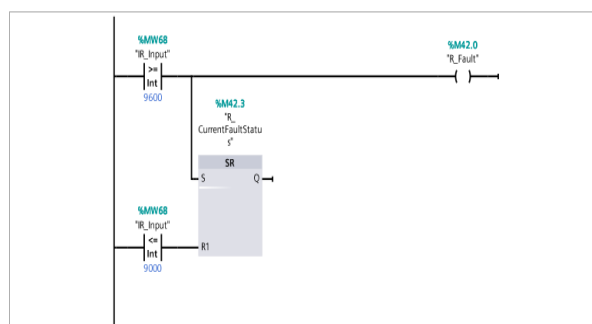 %MW68
"IR_Input"
>=
Int
9600
%M42.0
"R_Fault"
%M42.3
"R_
CurrentFaultStatu
s"
SR
S
Q
%MW68
"IR_Input"
<=
Int
9000
R1